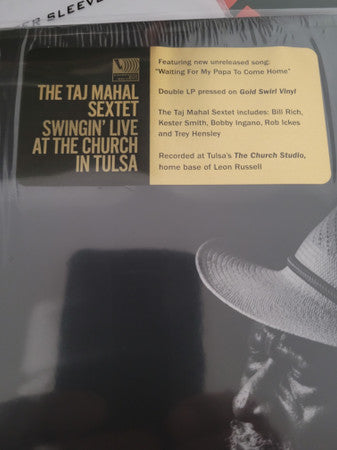 ER SLEEVE
THE TAJ MAHAL
SEXTET
SWINGIN' LIVE
AT THE CHURCH
IN TULSA
Featuring new unreleased song:
"Waiting For My Papa To Come Home"
Double LP pressed on Gold Swirl Vinyl
The Taj Mahal Sextet includes: Bill Rich,
Kester Smith, Bobby Ingano, Rob Ickes
and Trey Hensley
Recorded at Tulsa's The Church Studio,
home base of Leon Russell